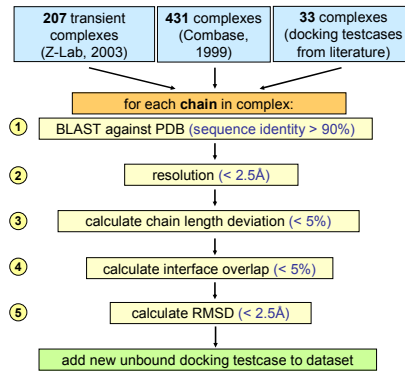 207 transient
complexes
(Z-Lab, 2003)
431 complexes
(Combase,
1999)
33 complexes
(docking testcases
from literature)
for each chain in complex:
1 BLAST against PDB (sequence identity > 90%)
2 resolution (< 2.5Å)
3 calculate chain length deviation (< 5%)
4 calculate interface overlap (< 5%)
5 calculate RMSD (< 2.5Å)
add new unbound docking testcase to dataset